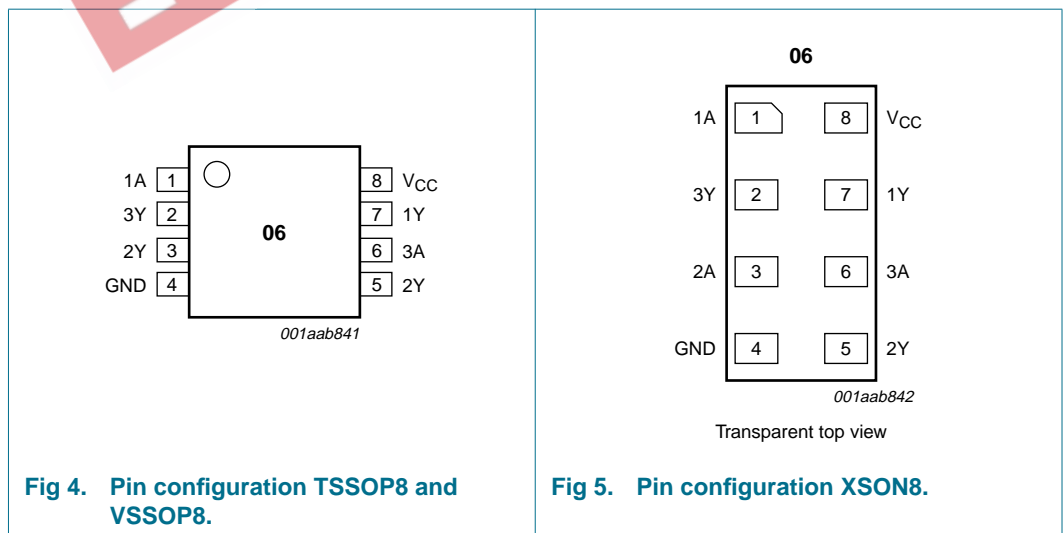 1A 1 8 VCC
3Y 2 7 1Y
2Y 3 6 3A
GND 4 5 2Y
06
001aab841
Fig 4. Pin configuration TSSOP8 and
VSSOP8.
06
1A 1 8 VCC
3Y 2 7 1Y
2A 3 6 3A
GND 4 5 2Y
001aab842
Transparent top view
Fig 5. Pin configuration XSON8.